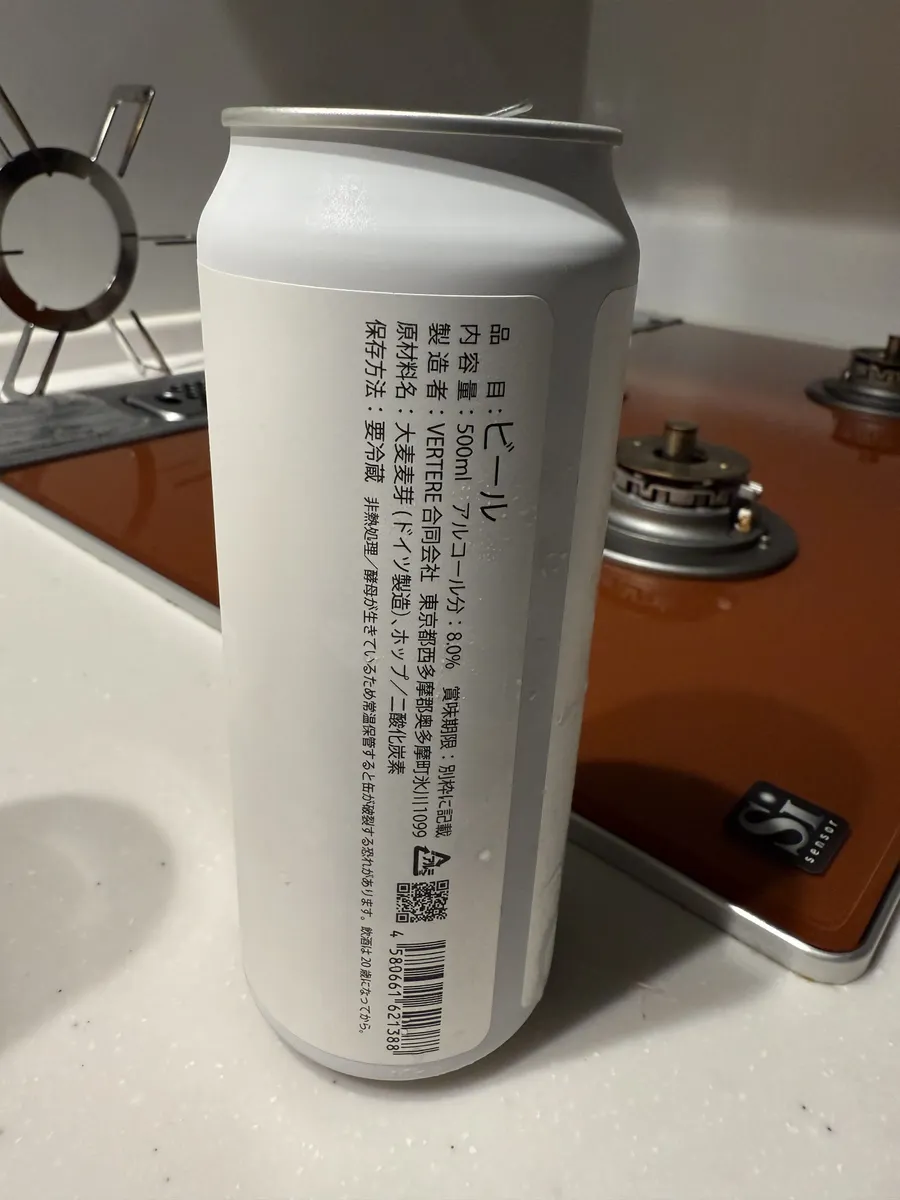 品 目：ビール
内容量：500ml アルコール分：8.0% 賞味期限：別枠に記載
製造者：VERTERE合同会社 東京都西多摩郡奥多摩町氷川1099
原材料名：大麦麦芽(ドイツ製造)、ホップ／二酸化炭素
保存方法：要冷蔵 非熱処理／酵母が生きているため常温保管すると缶が破裂する恐れがあります。飲酒は20歳になってから。
アルミ
4 580661 621388
Si
sensor